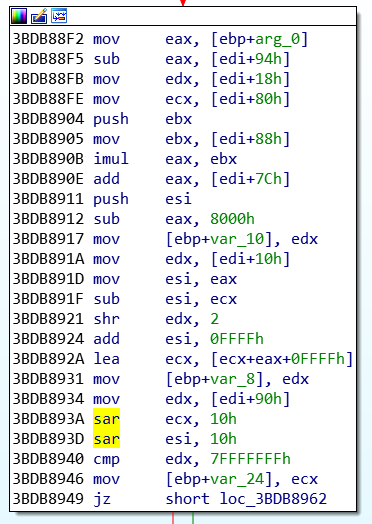 3BDB88F2 mov eax, [ebp+arg_0]
3BDB88F5 sub eax, [edi+94h]
3BDB88FB mov edx, [edi+18h]
3BDB88FE mov ecx, [edi+80h]
3BDB8904 push ebx
3BDB8905 mov ebx, [edi+88h]
3BDB890B imul eax, ebx
3BDB890E add eax, [edi+7Ch]
3BDB8911 push esi
3BDB8912 sub eax, 8000h
3BDB8917 mov [ebp+var_10], edx
3BDB891A mov edx, [edi+10h]
3BDB891D mov esi, eax
3BDB891F sub esi, ecx
3BDB8921 shr edx, 2
3BDB8924 add esi, 0FFFFh
3BDB892A lea ecx, [ecx+eax+0FFFFh]
3BDB8931 mov [ebp+var_8], edx
3BDB8934 mov edx, [edi+90h]
3BDB893A sar ecx, 10h
3BDB893D sar esi, 10h
3BDB8940 cmp edx, 7FFFFFFFh
3BDB8946 mov [ebp+var_24], ecx
3BDB8949 jz short loc_3BDB8962